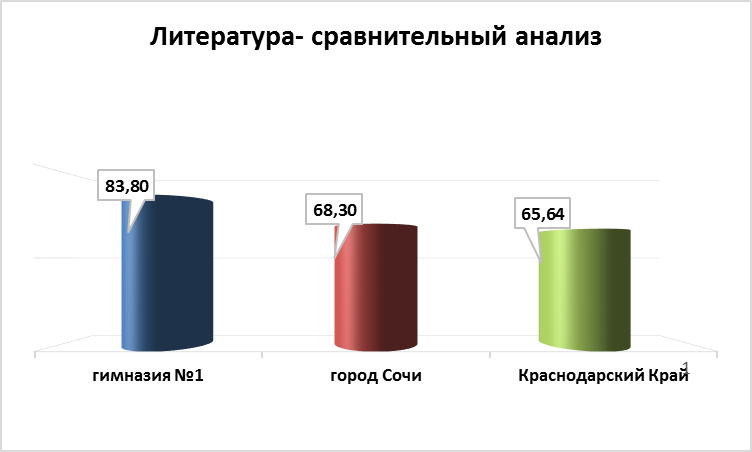 Литература- сравнительный анализ
83,80
68,30
65,64
гимназия №1
город Сочи
Краснодарский Край
1